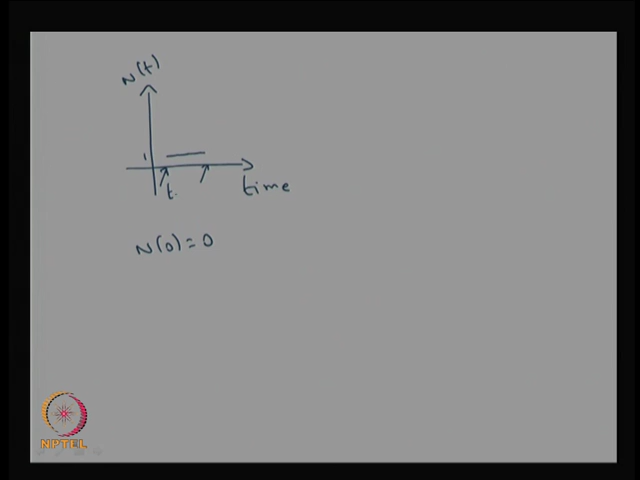 N(t)
1
t.
time
N(0) = 0
NPTEL